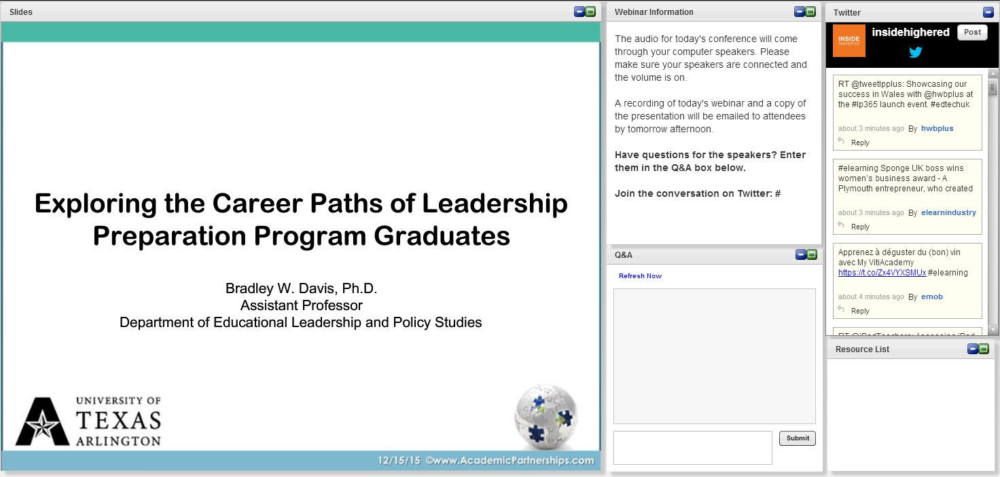 Slides
Exploring the Career Paths of Leadership
Preparation Program Graduates
Bradley W. Davis, Ph.D.
Assistant Professor
Department of Educational Leadership and Policy Studies
UNIVERSITY OF
TEXAS
ARLINGTON
12/15/15 ©www.AcademicPartnerships.com
Webinar Information
The audio for today's conference will come
through your computer speakers. Please
make sure your speakers are connected and
the volume is on.
A recording of today's webinar and a copy of
the presentation will be emailed to attendees
by tomorrow afternoon.
Have questions for the speakers? Enter
them in the Q&A box below.
Join the conversation on Twitter: #
Q&A
Refresh Now
Submit
Twitter
INSIDE
HIGHER ED
insidehighered
Post
RT @tweetlpplus: Showcasing our
success in Wales with @hwbplus at
the #lp365 launch event. #edtechuk
about 3 minutes ago By hwbplus
Reply
#elearning Sponge UK boss wins
women's business award - A
Plymouth entrepreneur, who created
about 3 minutes ago By elearnindustry
Reply
Apprenez à déguster du (bon) vin
avec My VitiAcademy
https://t.co/Zx4VYXSMUx #elearning
about 4 minutes ago By emob
Reply
RT @iPadTeachers: Accessing iPad
Resource List